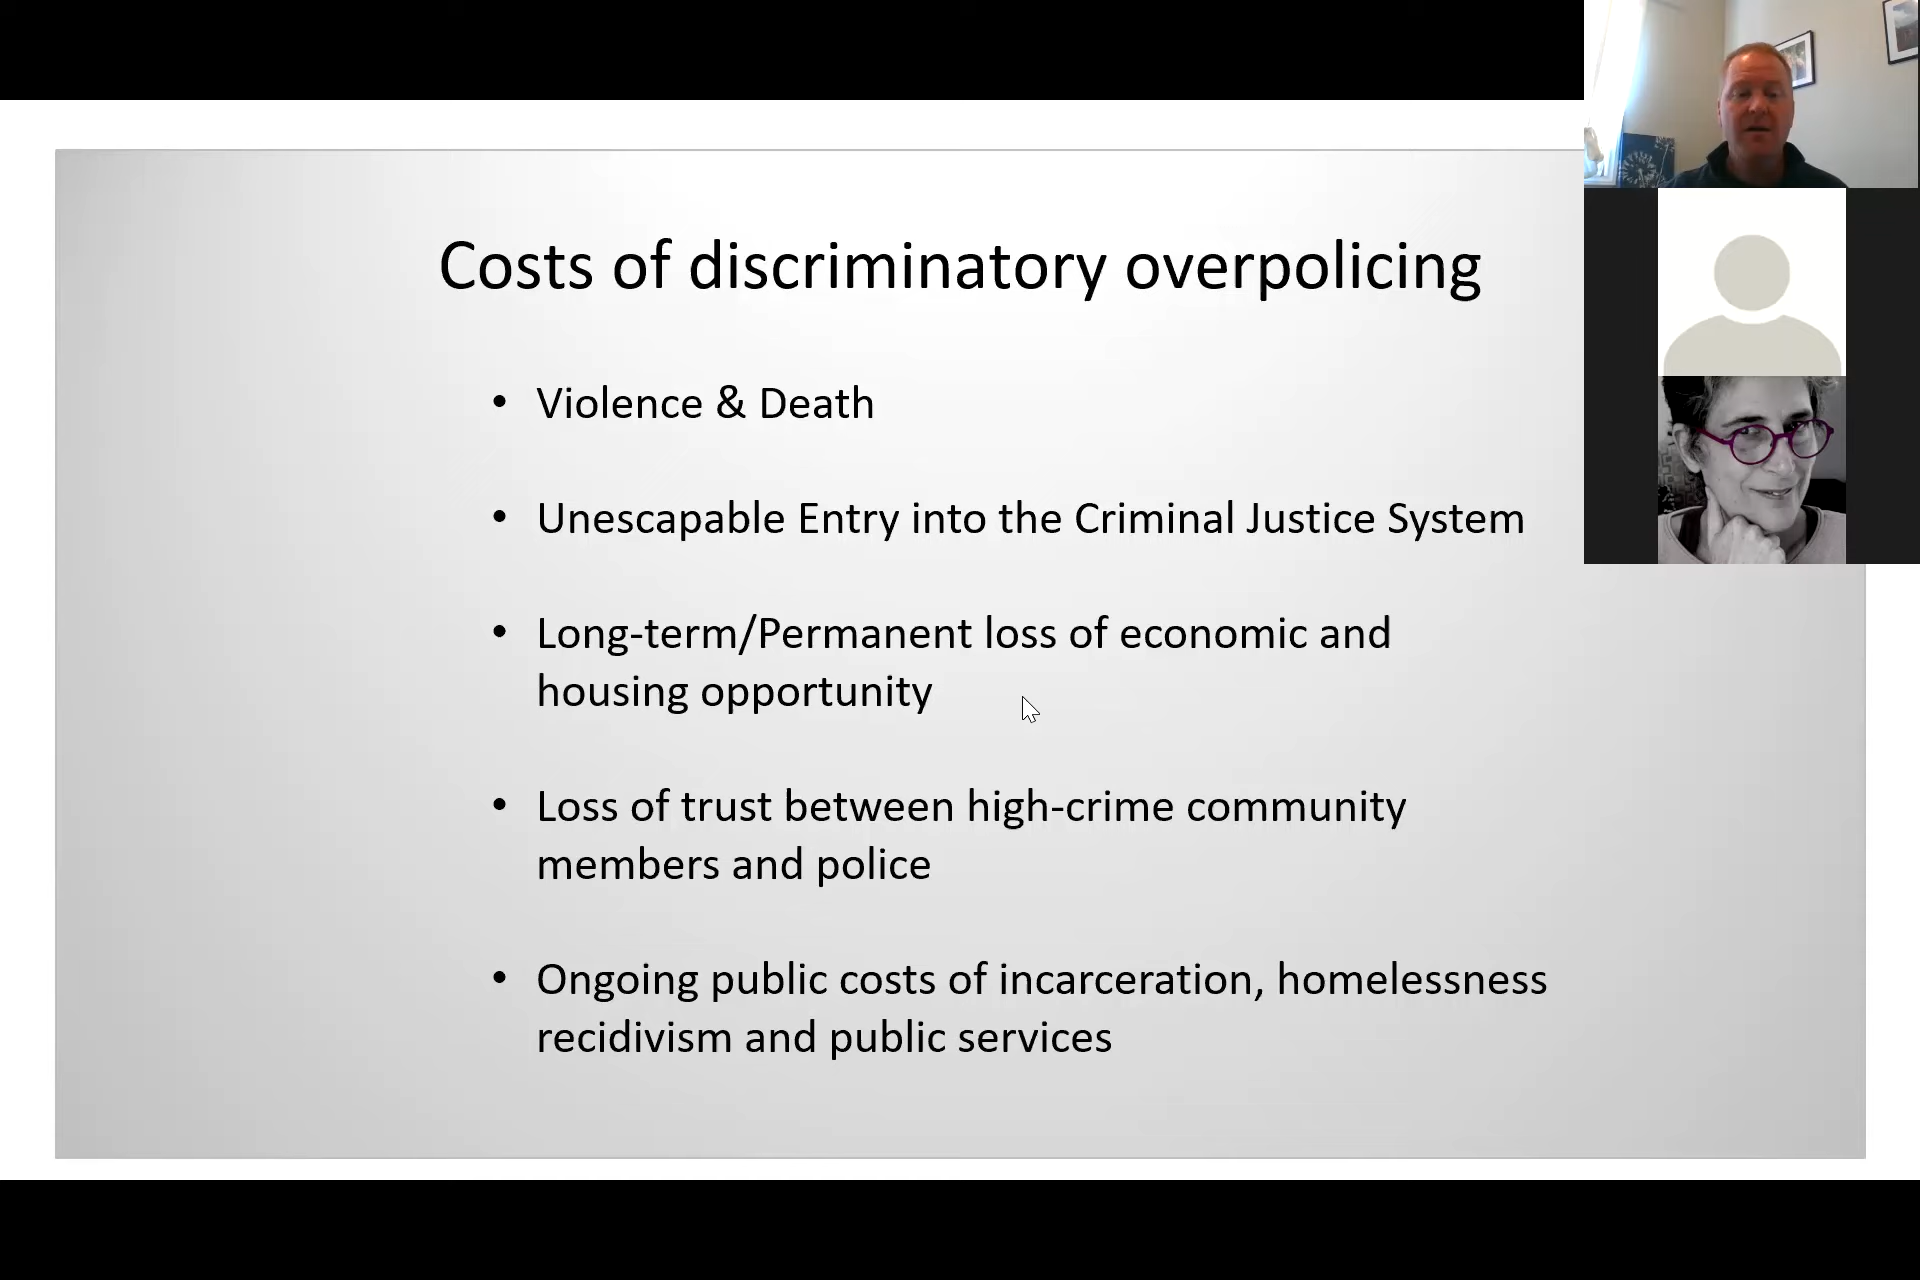 Costs of discriminatory overpolicing
• Violence & Death
• Unescapable Entry into the Criminal Justice System
• Long-term/Permanent loss of economic and
housing opportunity
• Loss of trust between high-crime community
members and police
• Ongoing public costs of incarceration, homelessness
recidivism and public services